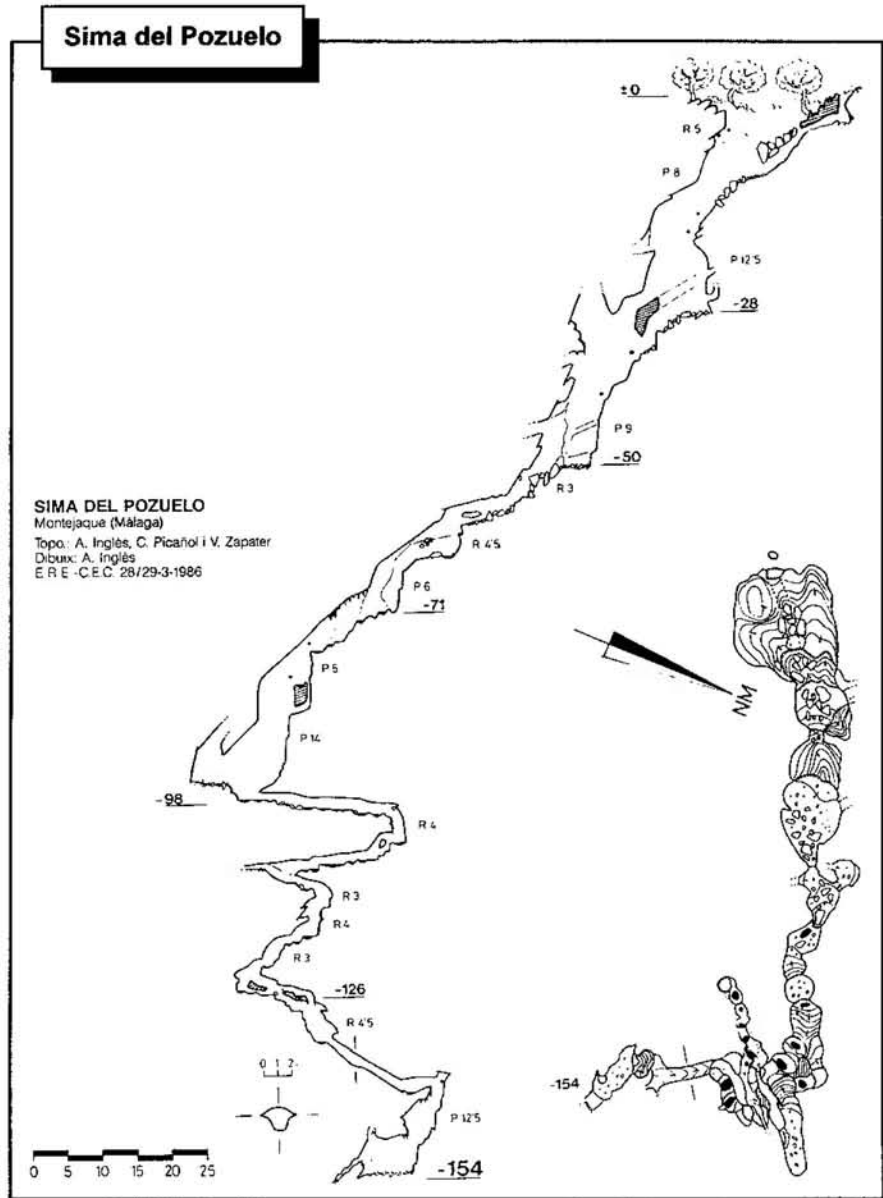 Sima del Pozuelo
±0
R 5
P 8
P 12'5
-28
P 9
-50
R 3
SIMA DEL POZUELO
Montejaque (Málaga)
Topo.: A. Inglès, C. Picañol i V. Zapater
Dibuix: A. Inglès
E R E -C.E.C. 28/29-3-1986
R 4'5
P 6
-71
P 5
NM
P 14
-98
R 4
R 3
R 4
R 3
-126
R 4'5
0 1 2
-154
P 12'5
-154
0 5 10 15 20 25